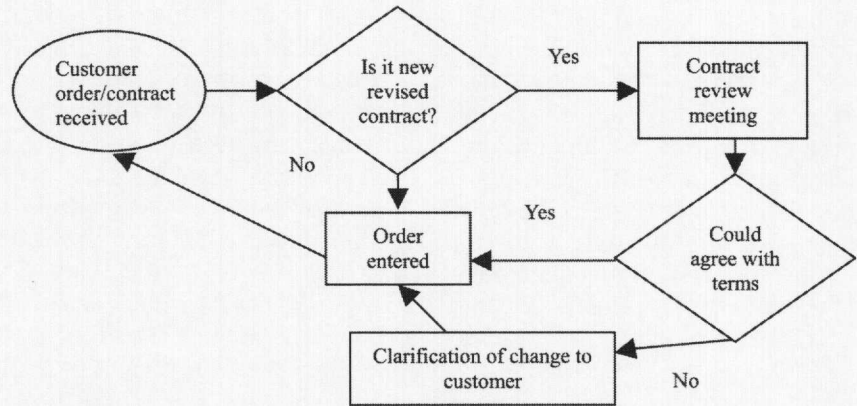 Customer
order/contract
received
Is it new
revised
contract?
Yes
Contract
review
meeting
No
Order
entered
Yes
Could
agree with
terms
Clarification of change to
customer
No